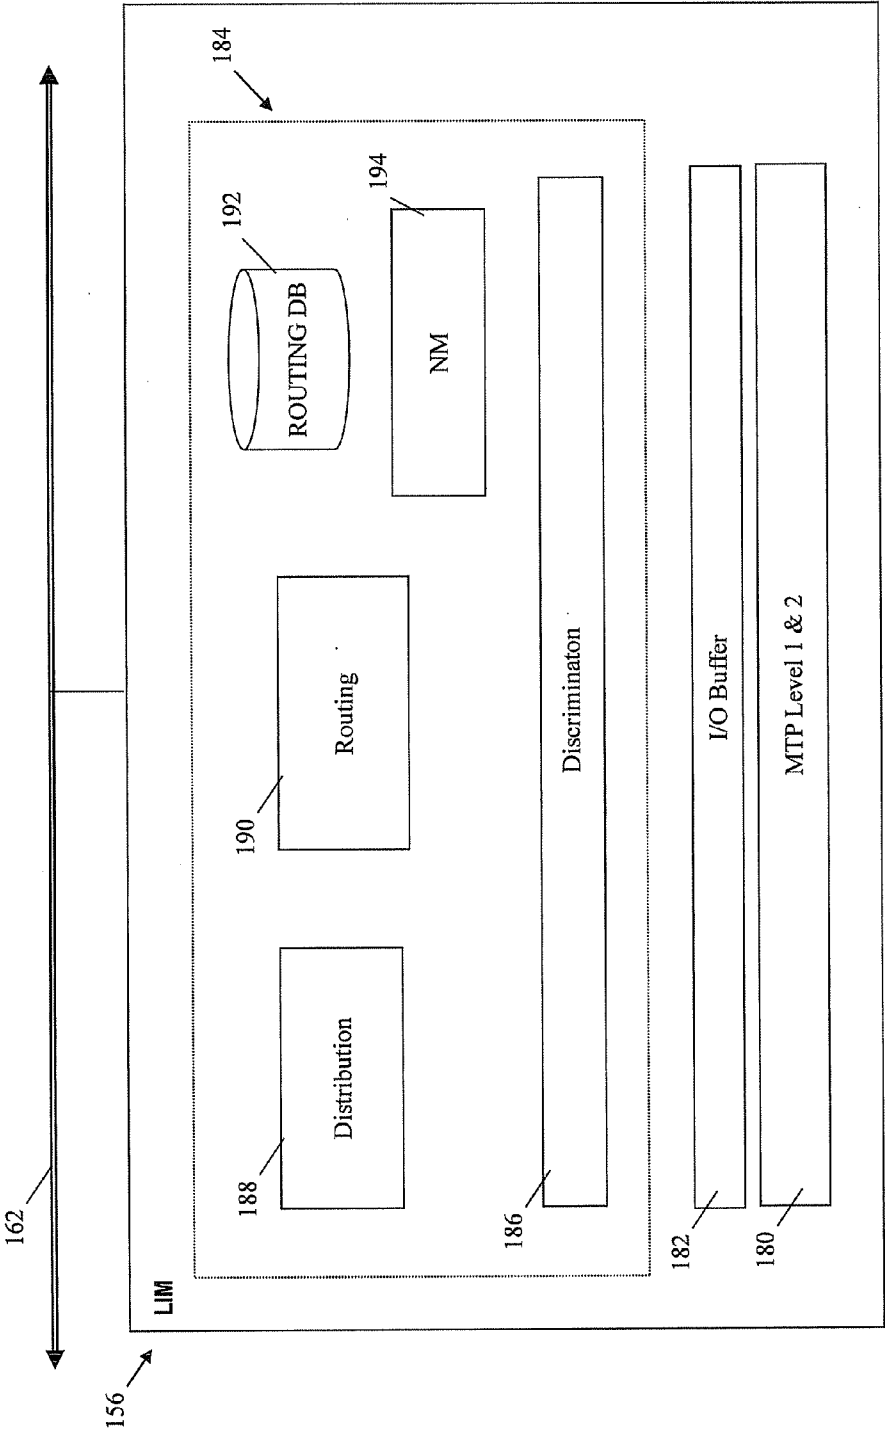 162
156
LIM
184
188
Distribution
190
Routing
192
ROUTING DB
194
NM
186
Discriminaton
182
I/O Buffer
180
MTP Level 1 & 2